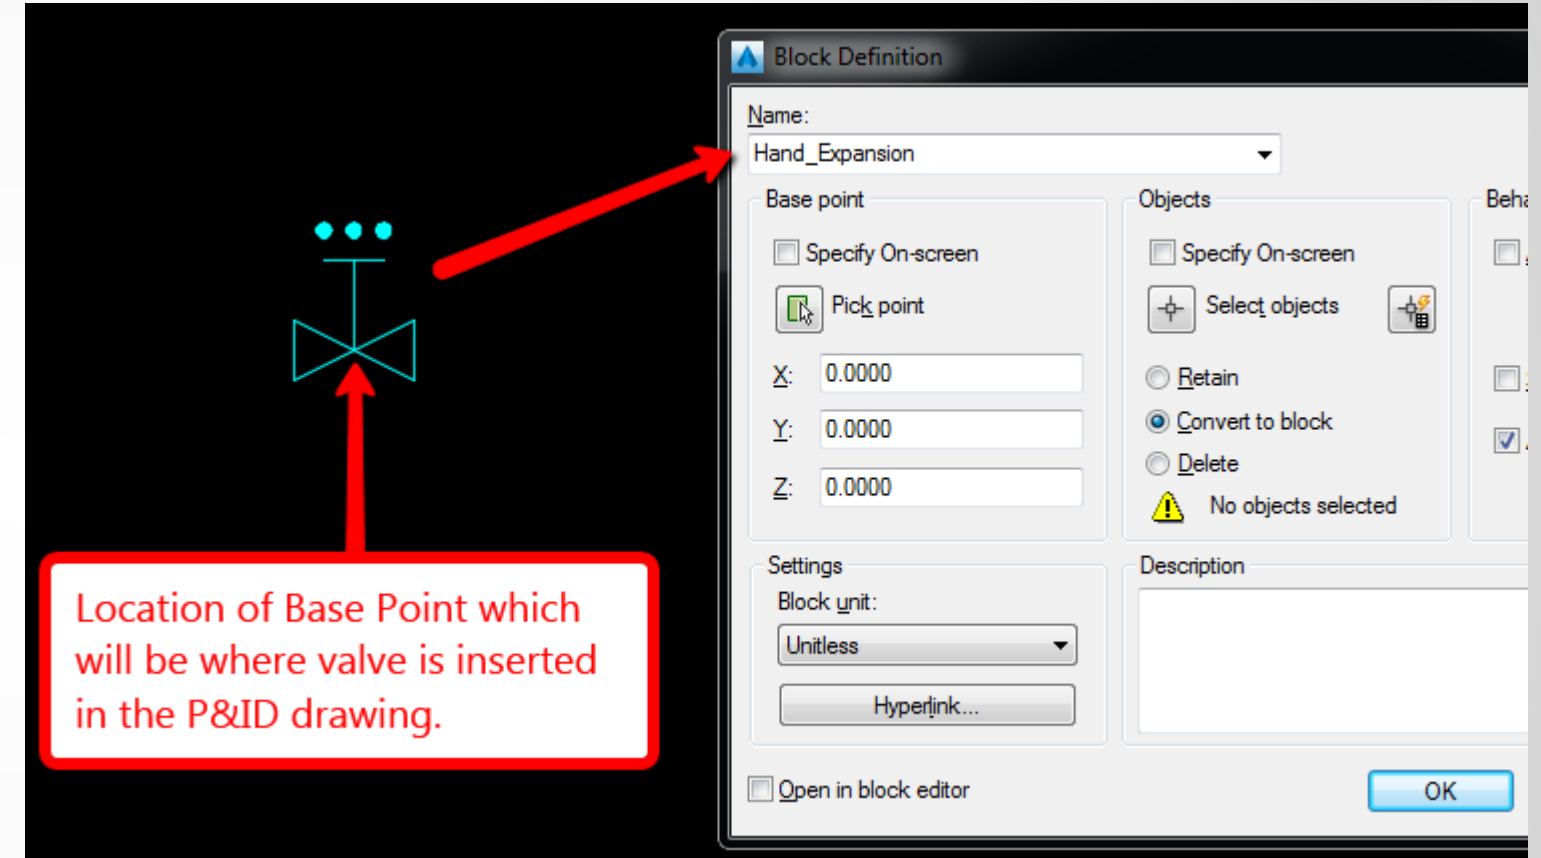 Block Definition
Name:
Hand_Expansion
Base point
Specify On-screen
Pick point
X: 0.0000
Y: 0.0000
Z: 0.0000
Objects
Specify On-screen
Select objects
Retain
Convert to block
Delete
No objects selected
Settings
Block unit:
Unitless
Hyperlink...
Description
Open in block editor
OK
Location of Base Point which
will be where valve is inserted
in the P&ID drawing.